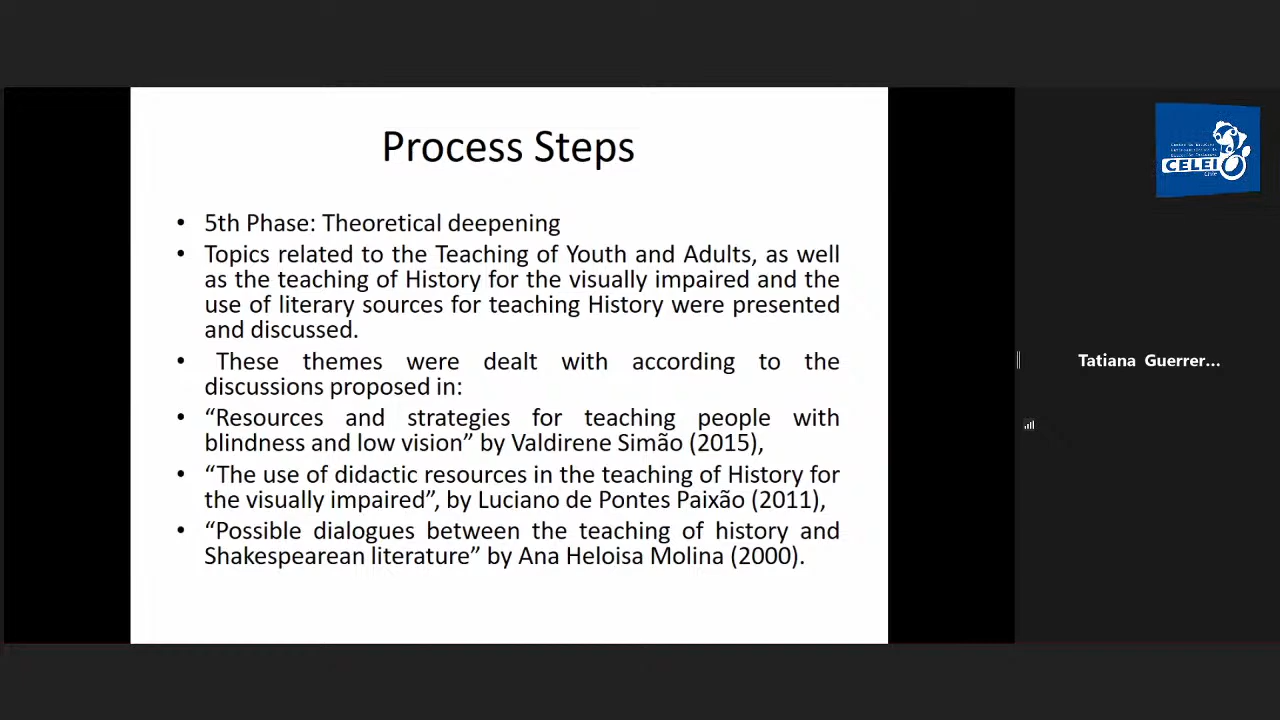 Process Steps
• 5th Phase: Theoretical deepening
• Topics related to the Teaching of Youth and Adults, as well
as the teaching of History for the visually impaired and the
use of literary sources for teaching History were presented
and discussed.
• These themes were dealt with according to the
discussions proposed in:
• “Resources and strategies for teaching people with
blindness and low vision” by Valdirene Simão (2015),
• “The use of didactic resources in the teaching of History for
the visually impaired”, by Luciano de Pontes Paixão (2011),
• “Possible dialogues between the teaching of history and
Shakespearean literature” by Ana Heloisa Molina (2000).
CELEI
Chile
Tatiana Guerrer...